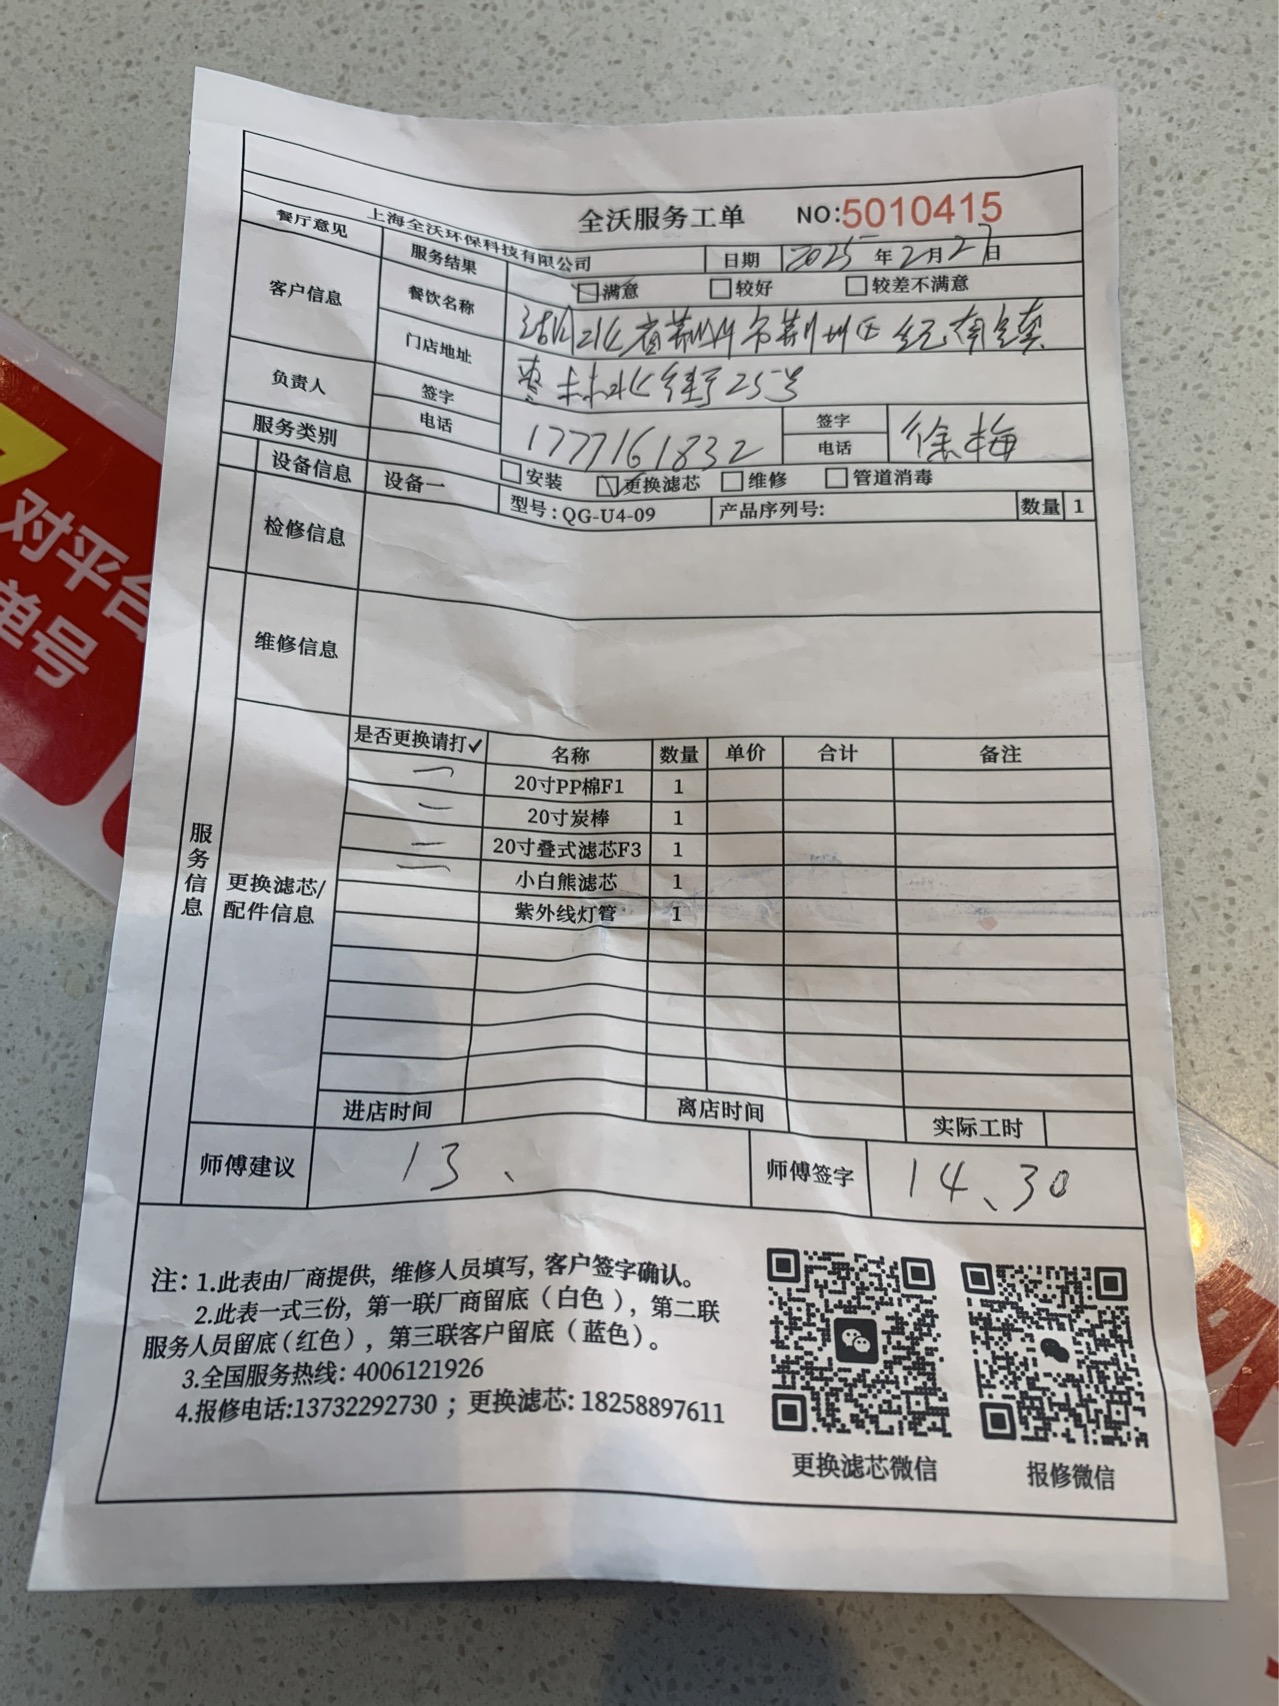 全沃服务工单 NO:5010415
上海全沃环保科技有限公司 日期 2025年2月27日
餐厅意见 服务结果 满意 较好 较差不满意
客户信息 餐饮名称 湖北省荆州市荆州区纪南镇
门店地址 枣林北街25号
负责人 签字 签字 徐梅
电话 1777161832 电话
服务类别 安装 更换滤芯 维修 管道消毒
设备信息 设备一 型号:QG-U4-09 产品序列号: 数量 1
检修信息
维修信息
服务信息
更换滤芯/
配件信息
是否更换请打✓ 名称 数量 单价 合计 备注
20寸PP棉F1 1
20寸炭棒 1
20寸叠式滤芯F3 1
小白熊滤芯 1
紫外线灯管 1
进店时间 离店时间 实际工时
师傅建议 13、 师傅签字 14、30
注:1.此表由厂商提供,维修人员填写,客户签字确认。
2.此表一式三份,第一联厂商留底(白色),第二联
服务人员留底(红色),第三联客户留底(蓝色)。
3.全国服务热线:4006121926
4.报修电话:13732292730;更换滤芯:18258897611
更换滤芯微信 报修微信
对平台
单号